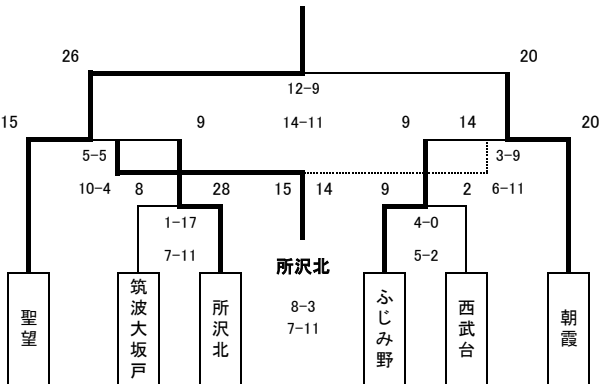 26 20
12-9
15 9 14-11 9 14 20
5-5 3-9
10-4 8 28 15 14 9 2 6-11
1-17 4-0
7-11 5-2
所沢北
8-3
7-11
聖望
筑波大坂戸
所沢北
ふじみ野
西武台
朝霞